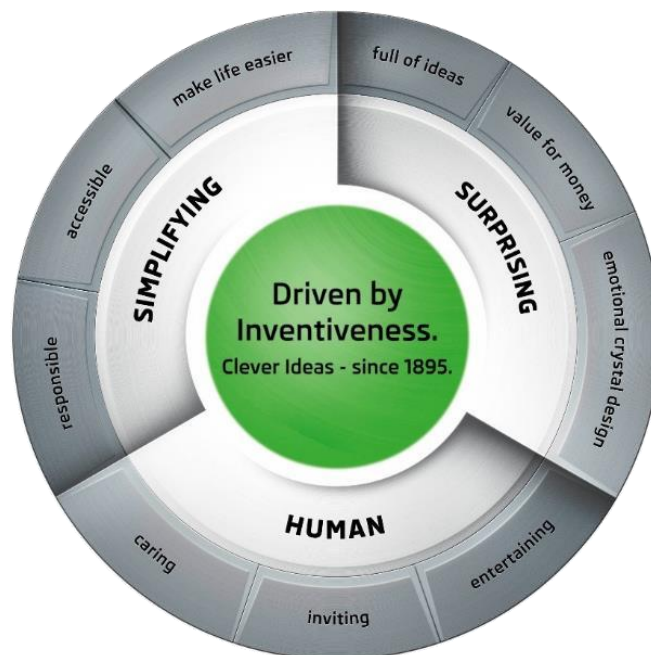 Driven by
Inventiveness.
Clever Ideas - since 1895.
SIMPLIFYING
SURPRISING
HUMAN
make life easier
full of ideas
value for money
emotional crystal design
entertaining
inviting
caring
responsible
accessible